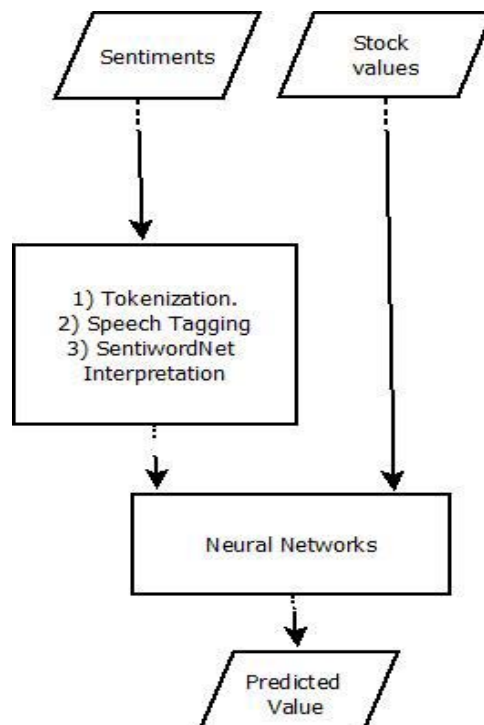 Sentiments
Stock
values
1) Tokenization.
2) Speech Tagging
3) SentiwordNet
Interpretation
Neural Networks
Predicted
Value